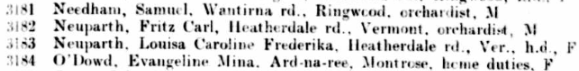 3181 Needham, Samuel, Wantirna rd., Ringwood, orchardist, M
3182 Neuparth, Fritz Carl, Heatherdale rd., Vermont, orchardist, M
3183 Neuparth, Louisa Caroline Frederika, Heatherdale rd., Ver., h.d., F
3184 O'Dowd, Evangeline Mina, Ard-na-ree, Montrose, home duties, F